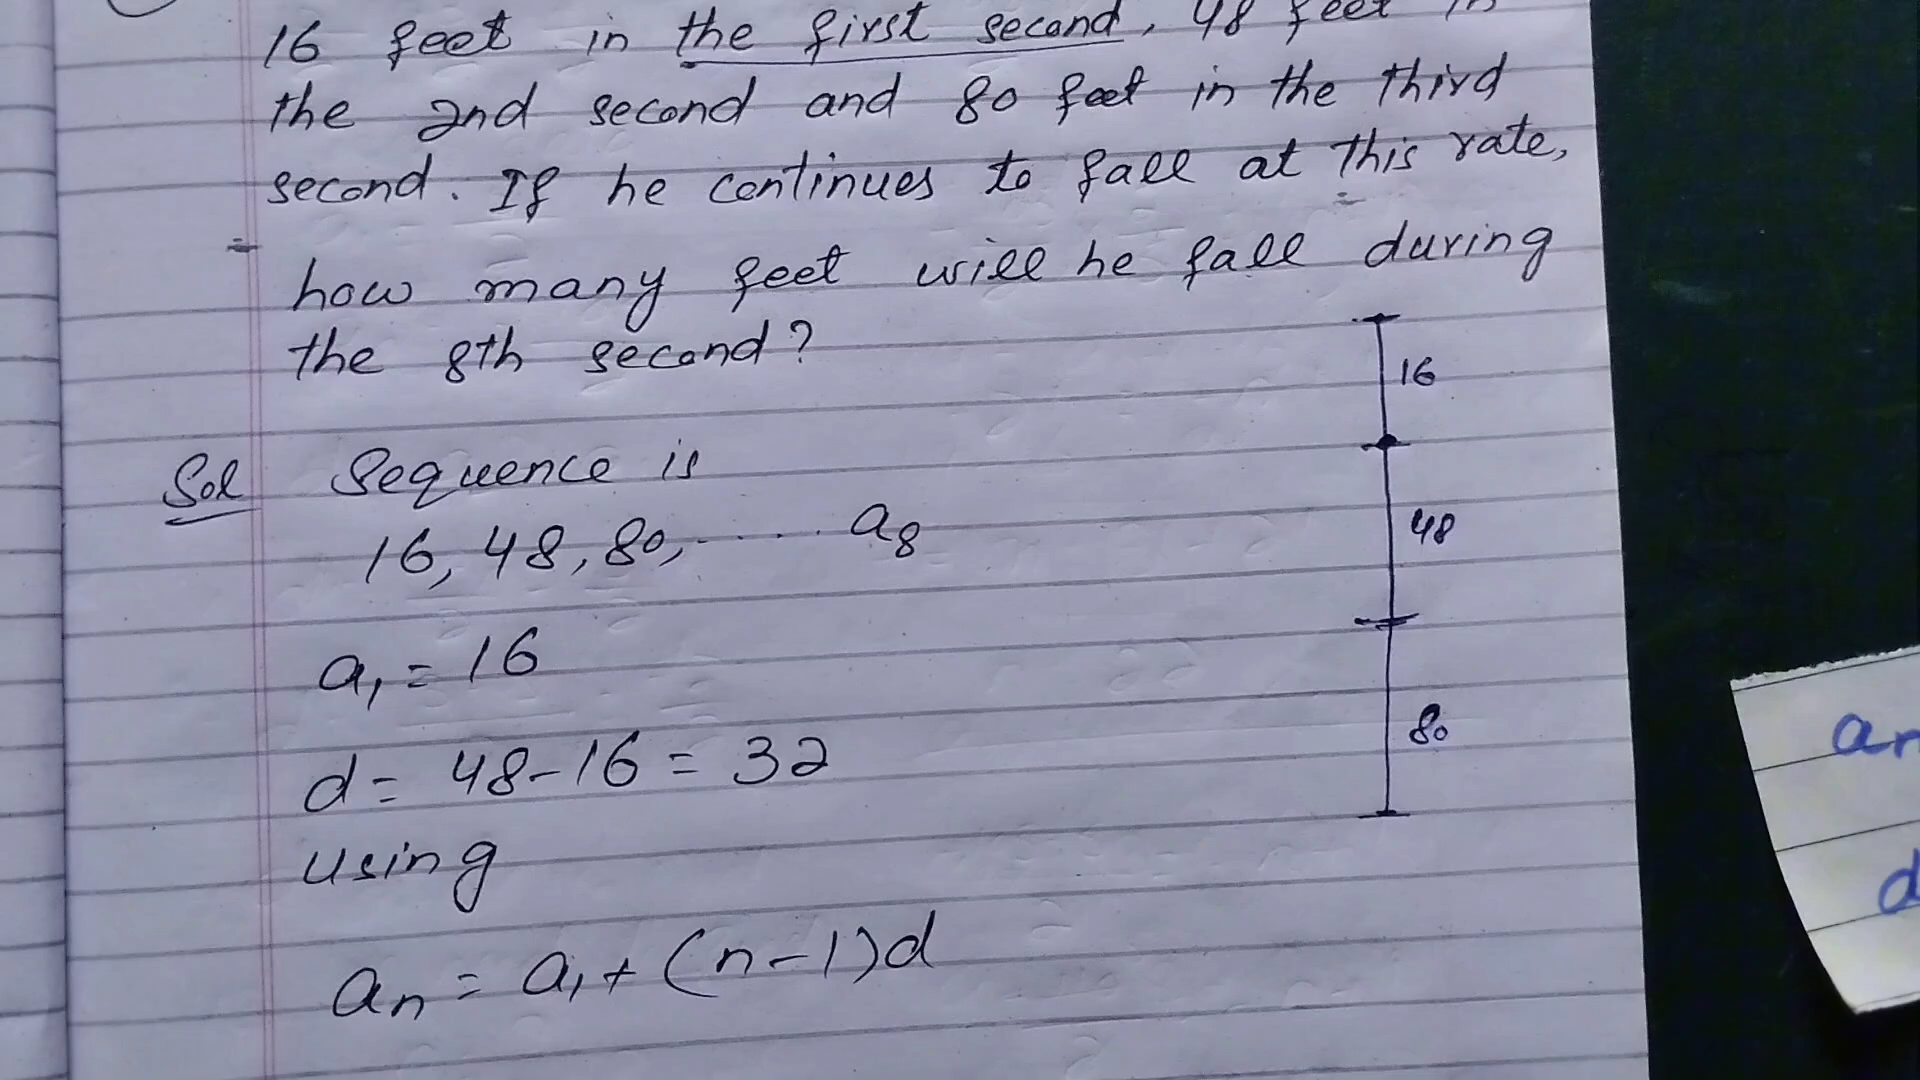 16 feet in the first second, 48 feet in
the 2nd second and 80 feet in the third
second. If he continues to fall at this rate,
how many feet will he fall during
the 8th second?
16
48
80
Sol Sequence is
16, 48, 80, ..... a8
a1 = 16
d = 48-16 = 32
using
an = a1 + (n-1)d
an
d